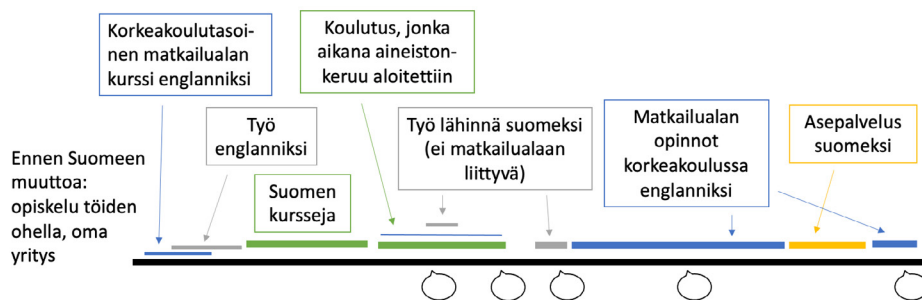 Korkeakoulutasoi-
nen matkailualan
kurssi englanniksi
Koulutus, jonka
aikana aineiston-
keruu aloitettiin
Työ
englanniksi
Työ lähinnä suomeksi
(ei matkailualaan
liittyvä)
Matkailualan
opinnot
korkeakoulussa
englanniksi
Asepalvelus
suomeksi
Ennen Suomeen
muuttoa:
opiskelu töiden
ohella, oma
yritys
Suomen
kursseja